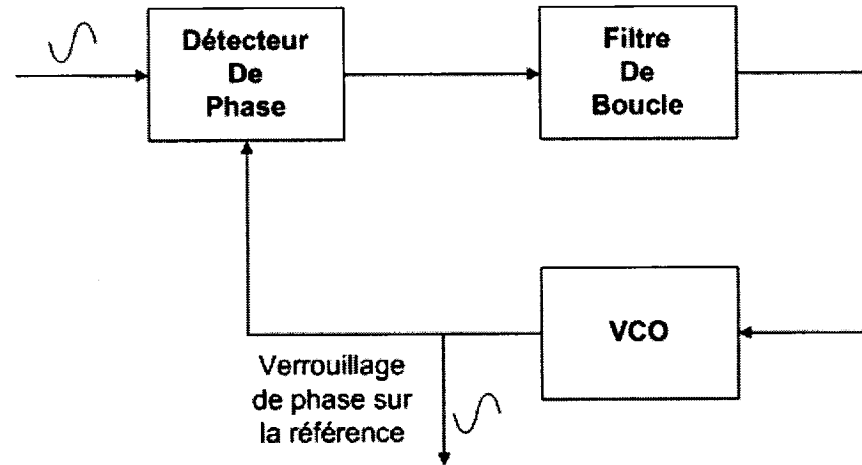 Détecteur
De
Phase
Filtre
De
Boucle
VCO
Verrouillage
de phase sur
la référence